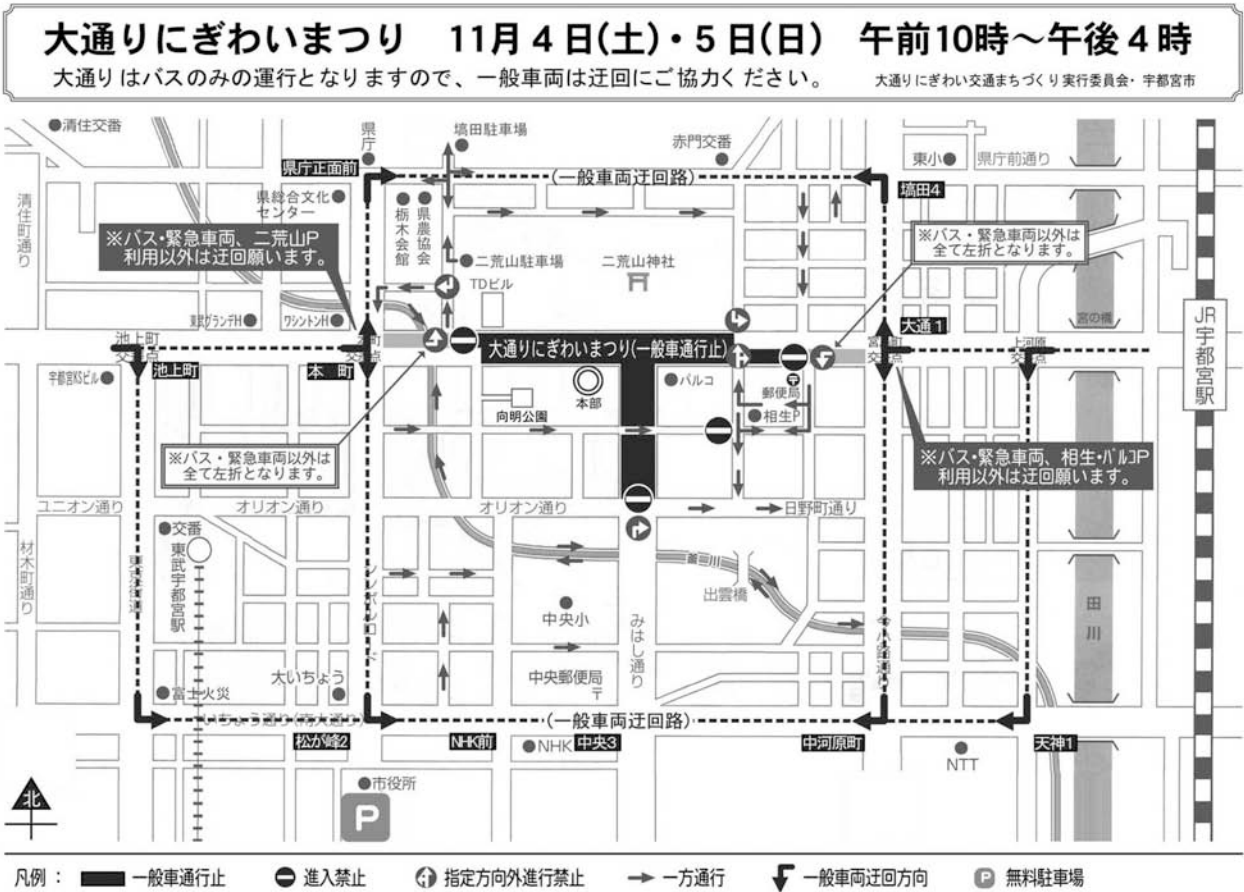 大通りにぎわいまつり 11月4日(土)・5日(日) 午前10時～午後4時
大通りはバスのみの運行となりますので、一般車両は迂回にご協力ください。
大通りにぎわい交通まちづくり実行委員会・宇都宮市
清住交番
県庁
塙田駐車場
赤門交番
東小
県庁前通り
県庁正面前
(一般車両迂回路)
塙田4
清住町通り
県総合文化
センター
栃木会館
県農協会
※バス・緊急車両、二荒山P
利用以外は迂回願います。
※バス・緊急車両以外は
全て左折となります。
二荒山駐車場
TDビル
二荒山神社
東武グランデH
ワシントンH
宮の橋
JR宇都宮駅
池上町
交 点
大通1
大通りにぎわいまつり(一般車通行止)
上河原
交 点
宇都宮KSビル
池上町
本 町
本部
パルコ
郵便局
向明公園
相生P
※バス・緊急車両以外は
全て左折となります。
※バス・緊急車両、相生・パルコP
利用以外は迂回願います。
ユニオン通り
オリオン通り
オリオン通り
日野町通り
交番
東武宇都宮駅
材木町通り
釜川
出雲橋
田川
中央小
みはし通り
シンボルロード
今小路通り
中央郵便局
〒
太いちょう
富士火災
いちょう通り(南大通り)
(一般車両迂回路)
松が峰2
NHK前
NHK
中央3
中河原町
天神1
NTT
市役所
P
北
凡例：
一般車通行止
進入禁止
指定方向外進行禁止
一方通行
一般車両迂回方向
P 無料駐車場